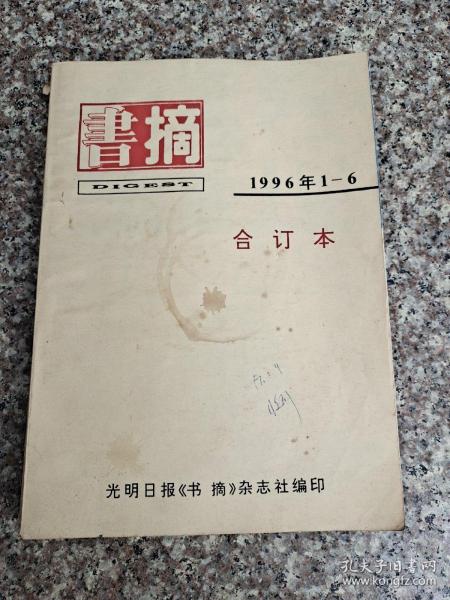 書摘
DIGEST
1996年1-6
合订本
光明日报《书 摘》杂志社编印
孔夫子旧书网
www.kongfz.com